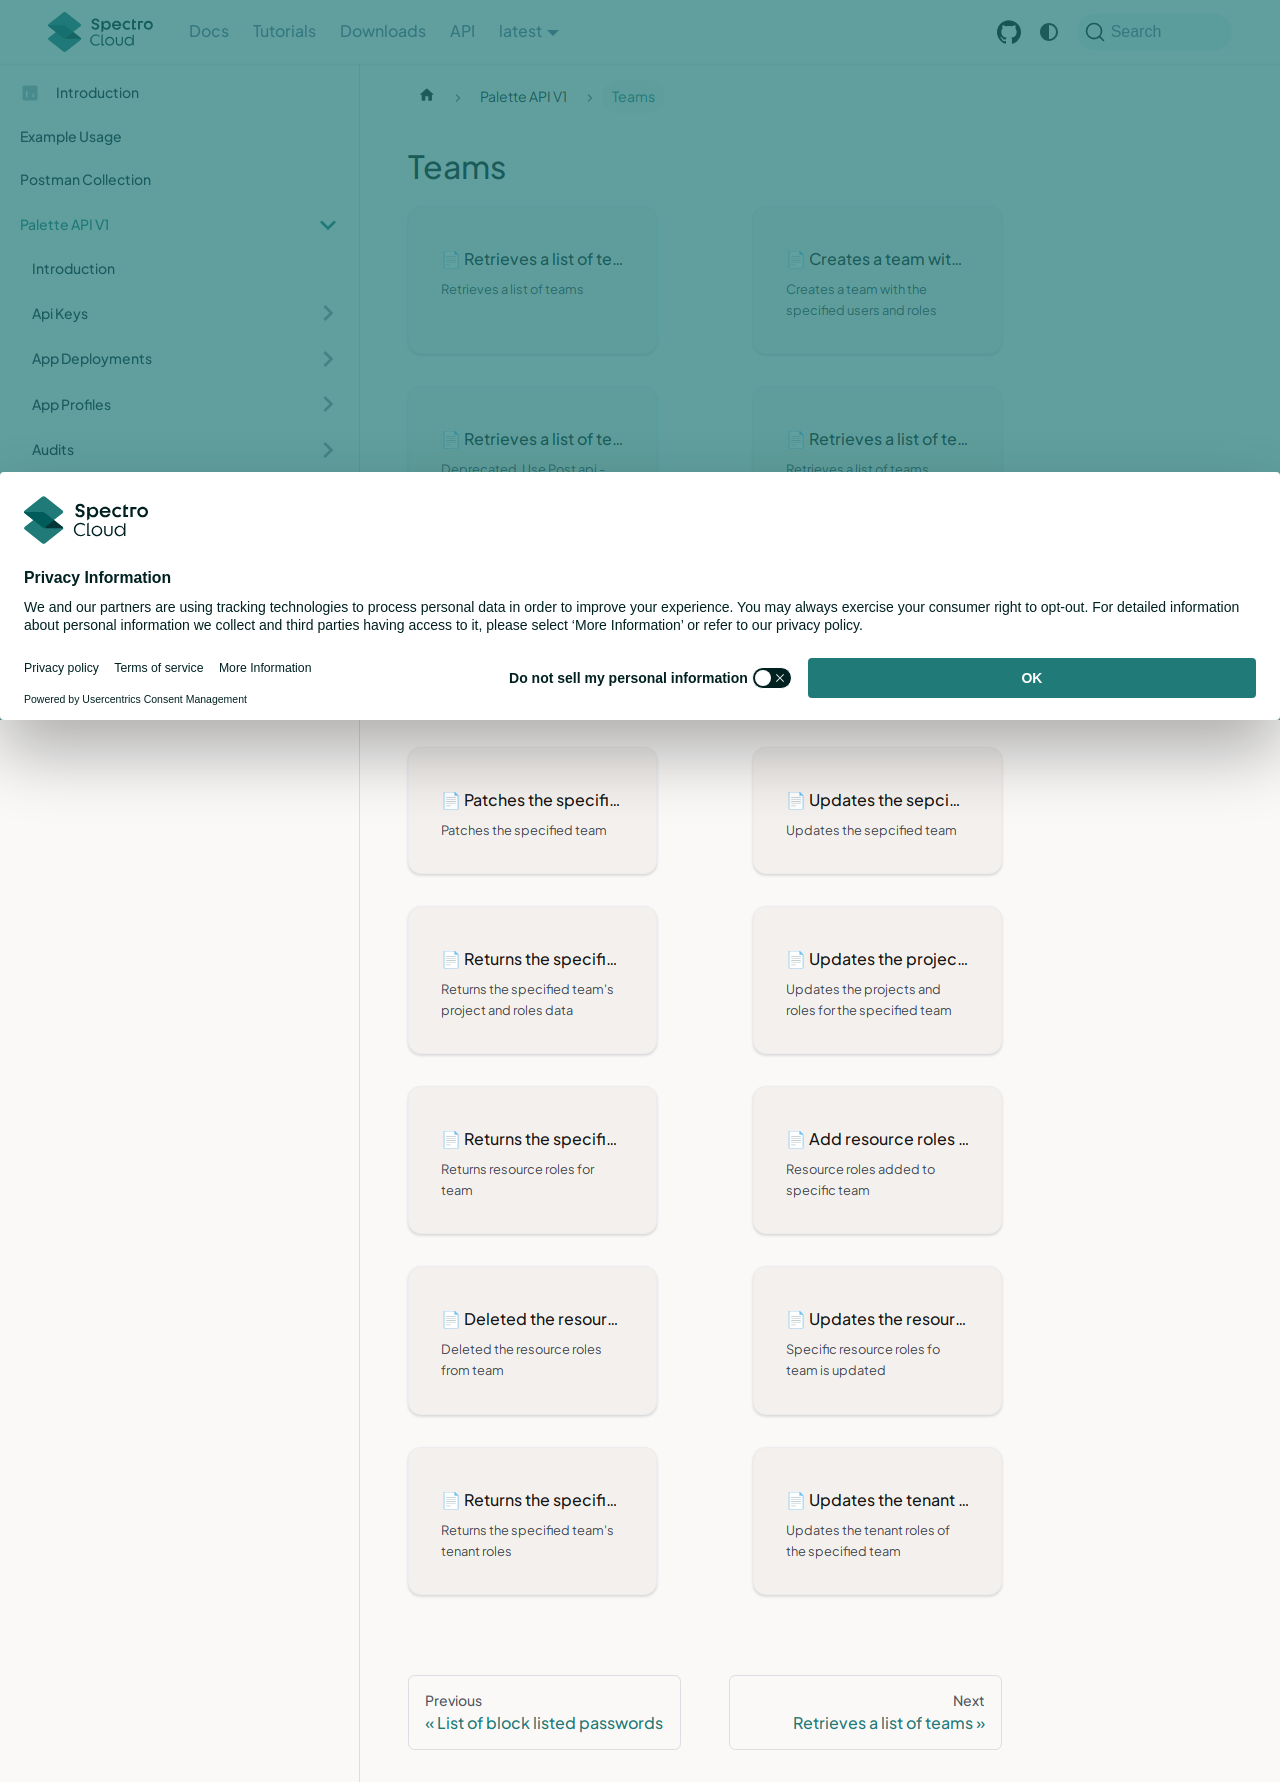 Spectro
Cloud
Docs
Tutorials
Downloads
API
latest
Search
Introduction
Example Usage
Postman Collection
Palette API V1
Introduction
Api Keys
App Deployments
App Profiles
Audits
Palette API V1
Teams
Teams
Retrieves a list of te…
Retrieves a list of teams
Creates a team wit…
Creates a team with the
specified users and roles
Retrieves a list of te…
Deprecated. Use Post api -
Retrieves a list of te…
Retrieves a list of teams
Spectro
Cloud
Privacy Information
We and our partners are using tracking technologies to process personal data in order to improve your experience. You may always exercise your consumer right to opt-out. For detailed information
about personal information we collect and third parties having access to it, please select ‘More Information’ or refer to our privacy policy.
Privacy policy
Terms of service
More Information
Powered by Usercentrics Consent Management
Do not sell my personal information
OK
Patches the specifi…
Patches the specified team
Updates the sepci…
Updates the sepcified team
Returns the specifi…
Returns the specified team's
project and roles data
Updates the projec…
Updates the projects and
roles for the specified team
Returns the specifi…
Returns resource roles for
team
Add resource roles …
Resource roles added to
specific team
Deleted the resour…
Deleted the resource roles
from team
Updates the resour…
Specific resource roles fo
team is updated
Returns the specifi…
Returns the specified team's
tenant roles
Updates the tenant …
Updates the tenant roles of
the specified team
Previous
« List of block listed passwords
Next
Retrieves a list of teams »